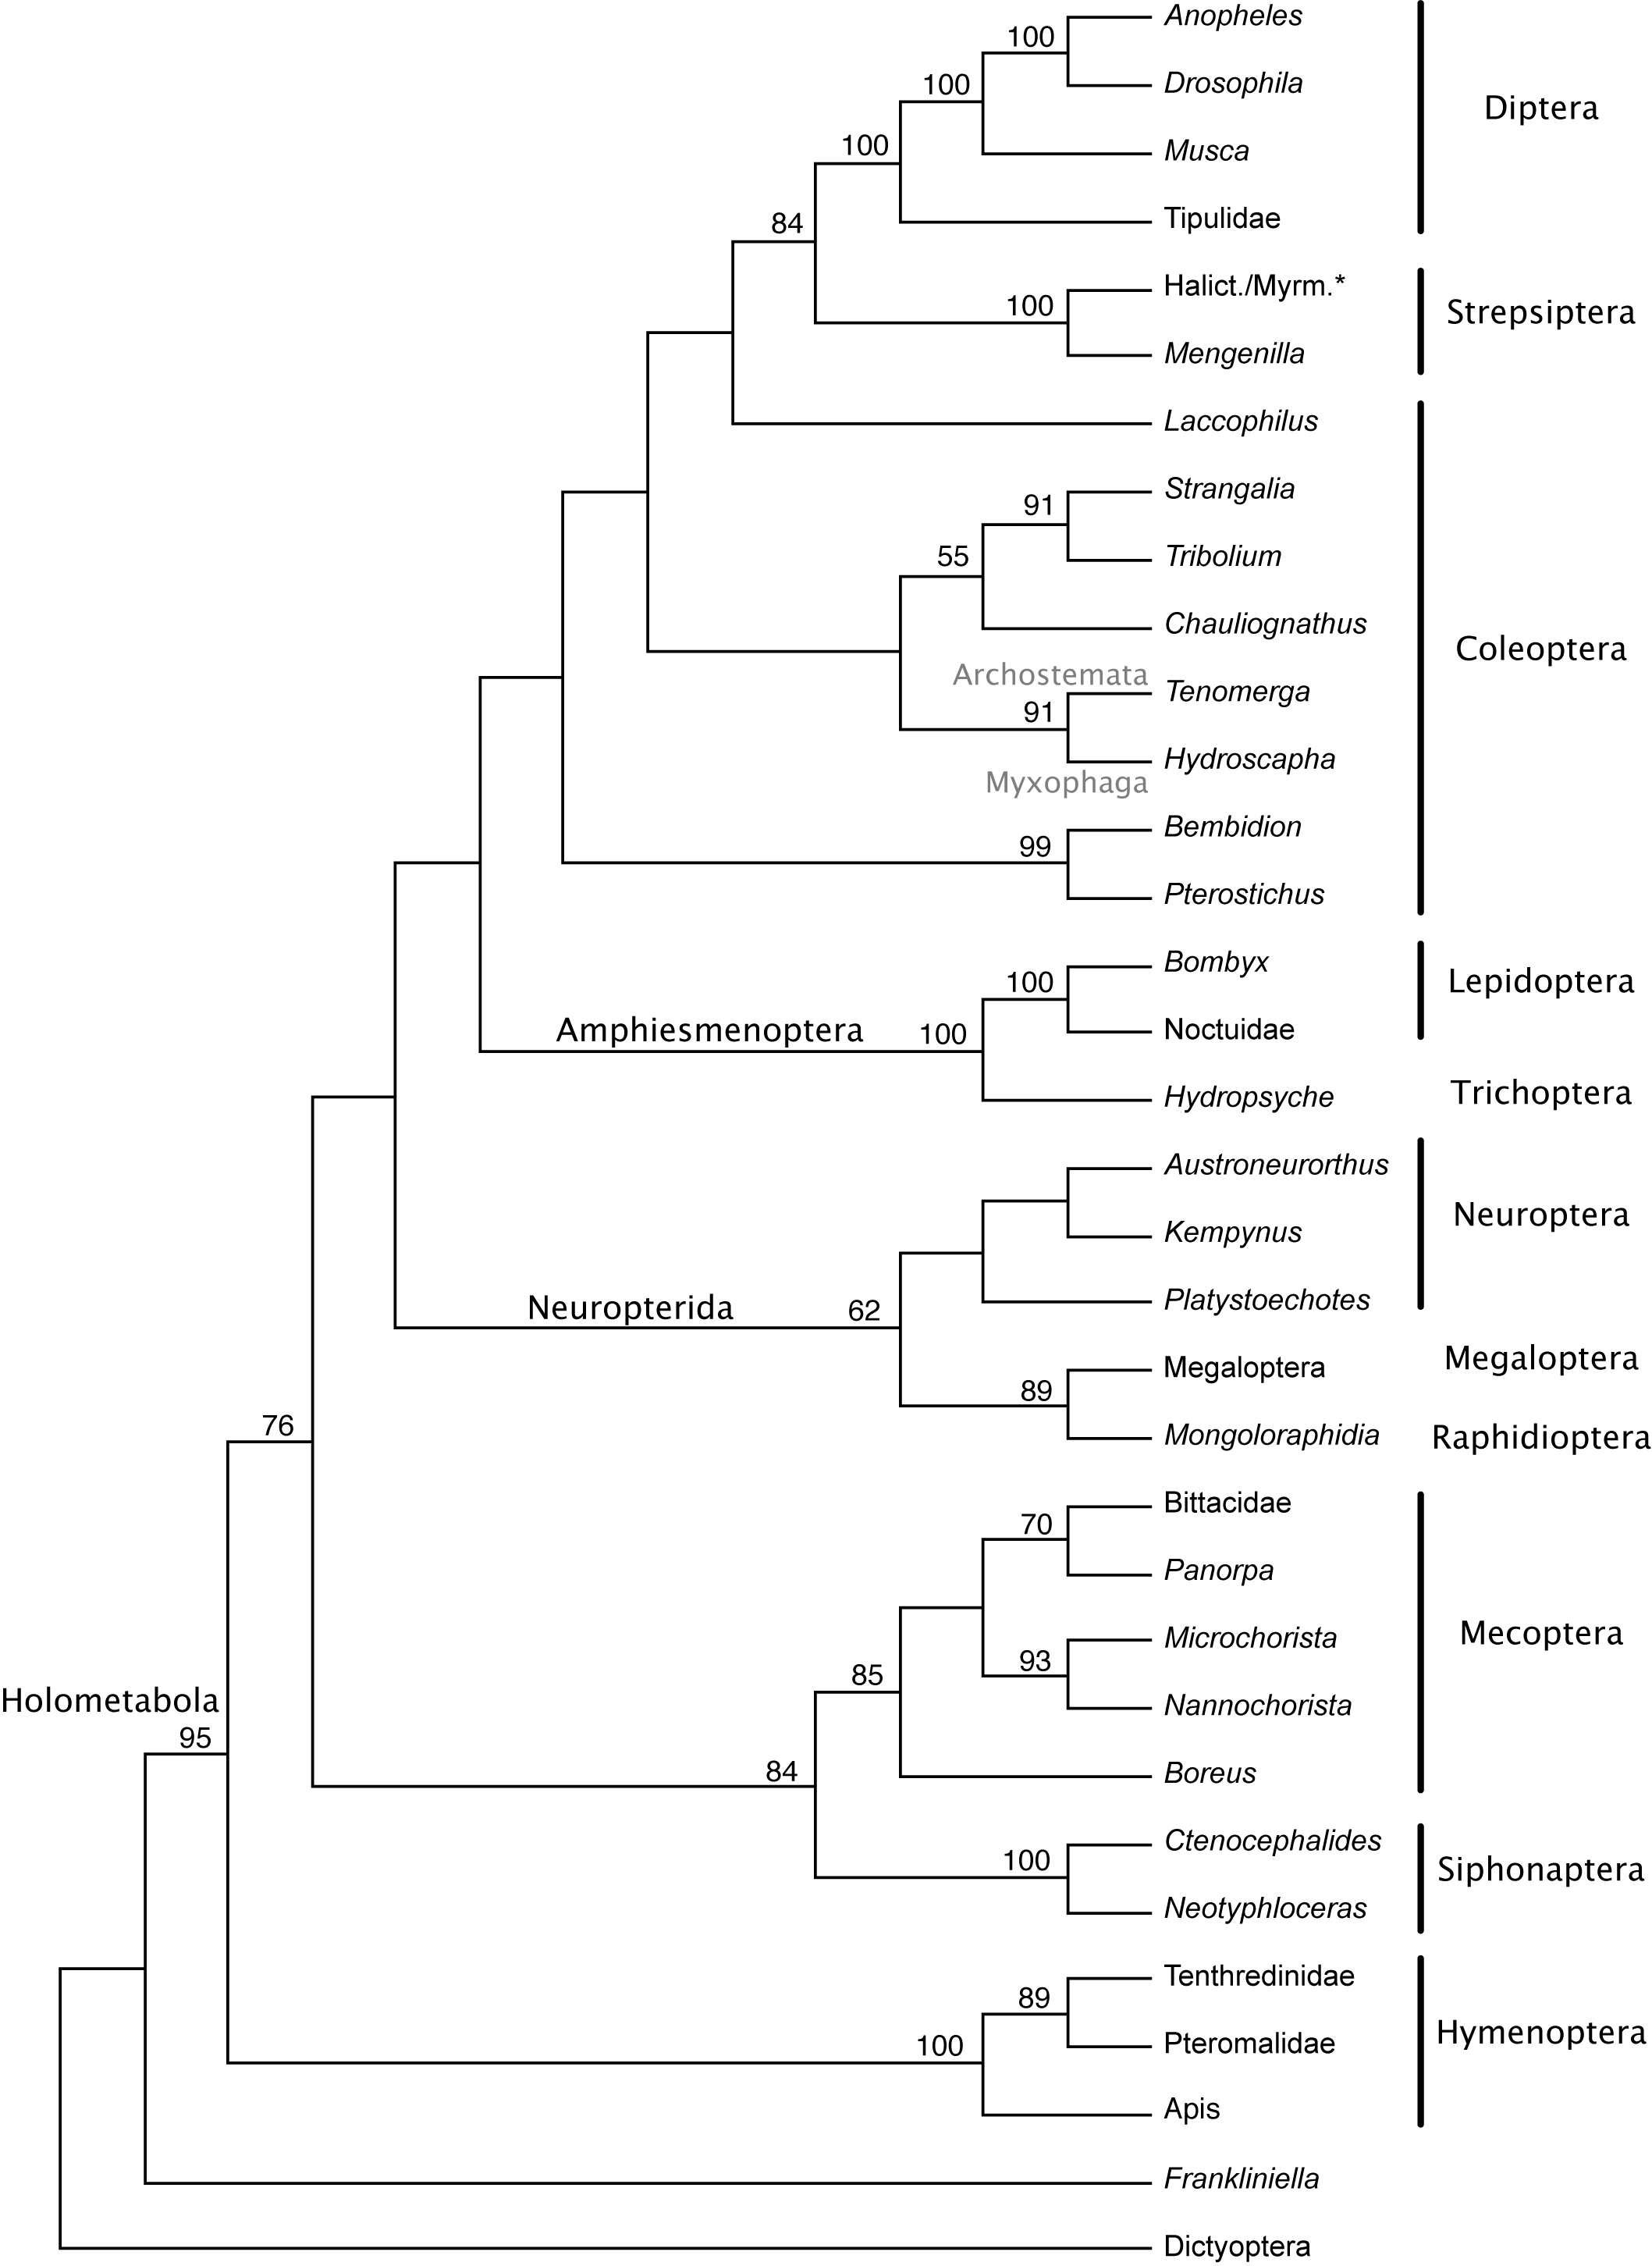 Anopheles
100
Drosophila
100
Diptera
Musca
100
Tipulidae
84
Halict./Myrm.*
100
Strepsiptera
Mengenilla
Laccophilus
Strangalia
91
Tribolium
55
Chauliognathus
Coleoptera
Archostemata
Tenomerga
91
Hydroscapha
Myxophaga
Bembidion
99
Pterostichus
Bombyx
100
Lepidoptera
Noctuidae
Amphiesmenoptera
100
Hydropsyche
Trichoptera
Austroneurorthus
Neuroptera
Kempynus
Platystoechotes
Neuropterida
62
Megaloptera
Megaloptera
89
Mongoloraphidia
Raphidioptera
76
Bittacidae
70
Panorpa
Microchorista
Mecoptera
93
85
Nannochorista
Holometabola
95
Boreus
84
Ctenocephalides
100
Siphonaptera
Neotyphloceras
Tenthredinidae
89
Hymenoptera
Pteromalidae
100
Apis
Frankliniella
Dictyoptera